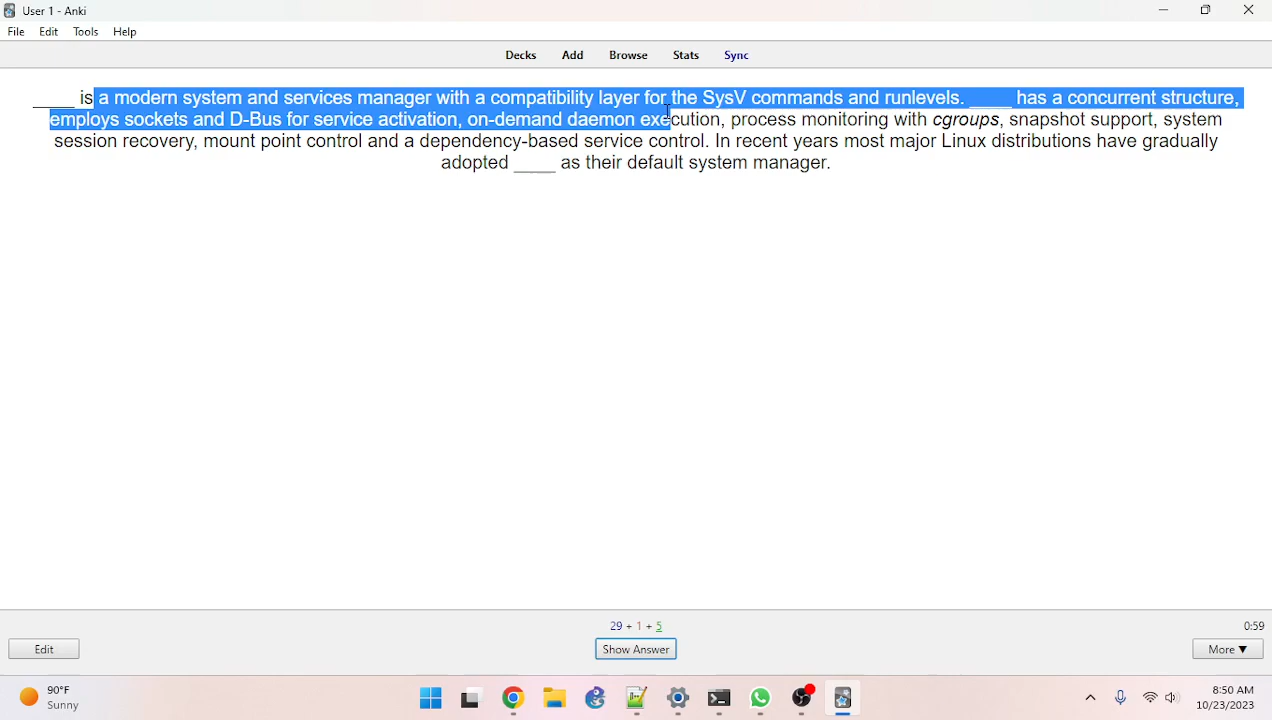 User 1 - Anki
File Edit Tools Help
Decks Add Browse Stats Sync
____ is a modern system and services manager with a compatibility layer for the SysV commands and runlevels. ____ has a concurrent structure,
employs sockets and D-Bus for service activation, on-demand daemon execution, process monitoring with cgroups, snapshot support, system
session recovery, mount point control and a dependency-based service control. In recent years most major Linux distributions have gradually
adopted ____ as their default system manager.
29 + 1 + 5
0:59
Edit
Show Answer
More ▼
90°F
Sunny
8:50 AM
10/23/2023